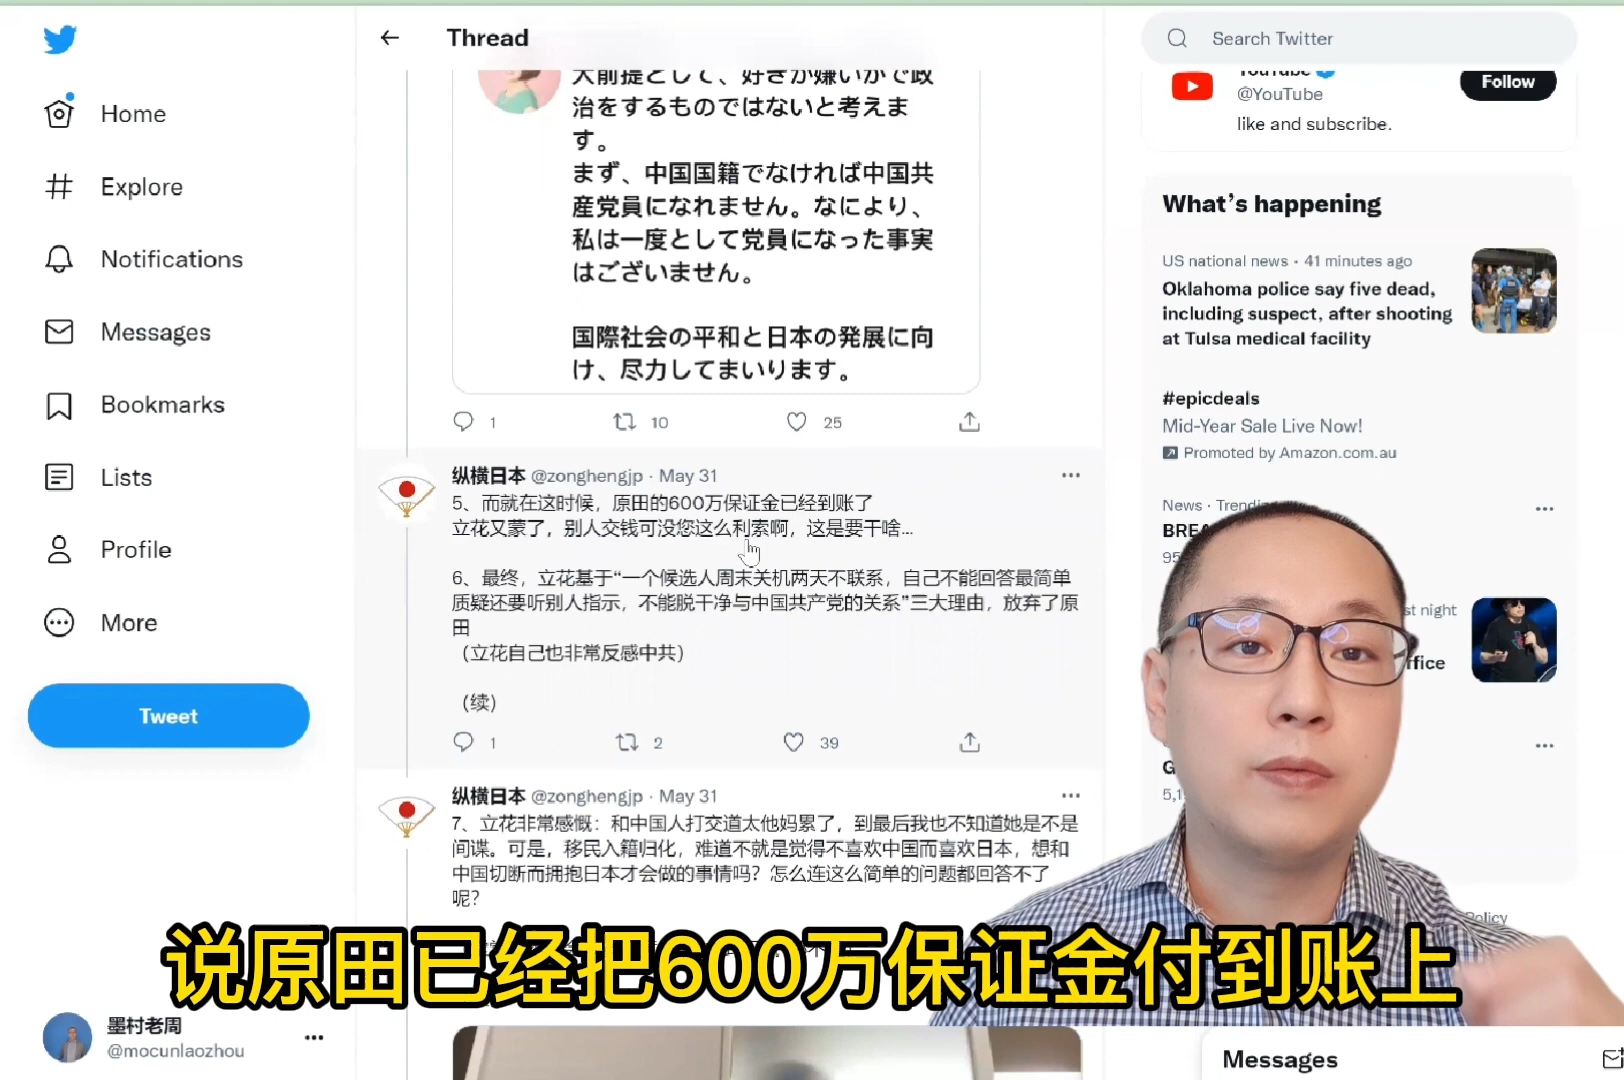 Home
Explore
Notifications
Messages
Bookmarks
Lists
Profile
More
Tweet
墨村老周
@mocunlaozhou
Thread
大前提として、好きか嫌いかで政
治をするものではないと考えま
す。
まず、中国国籍でなければ中国共
産党員になれません。なにより、
私は一度として党員になった事実
はございません。
国際社会の平和と日本の発展に向
け、尽力してまいります。
1
10
25
纵横日本 @zonghengjp · May 31
5、而就在这时候，原田的600万保证金已经到账了
立花又蒙了，别人交钱可没您这么利索啊，这是要干啥...
6、最终，立花基于“一个候选人周末关机两天不联系，自己不能回答最简单
质疑还要听别人指示，不能脱干净与中国共产党的关系”三大理由，放弃了原
田
（立花自己也非常反感中共）
（续）
1
2
39
纵横日本 @zonghengjp · May 31
7、立花非常感慨：和中国人打交道太他妈累了，到最后我也不知道她是不是
间谍。可是，移民入籍归化，难道不就是觉得不喜欢中国而喜欢日本，想和
中国切断而拥抱日本才会做的事情吗？怎么连这么简单的问题都回答不了
呢？
说原田已经把600万保证金付到账上
Search Twitter
YouTube
@YouTube
like and subscribe.
Follow
What’s happening
US national news · 41 minutes ago
Oklahoma police say five dead,
including suspect, after shooting
at Tulsa medical facility
#epicdeals
Mid-Year Sale Live Now!
Promoted by Amazon.com.au
News · Trending
night
Policy
Messages